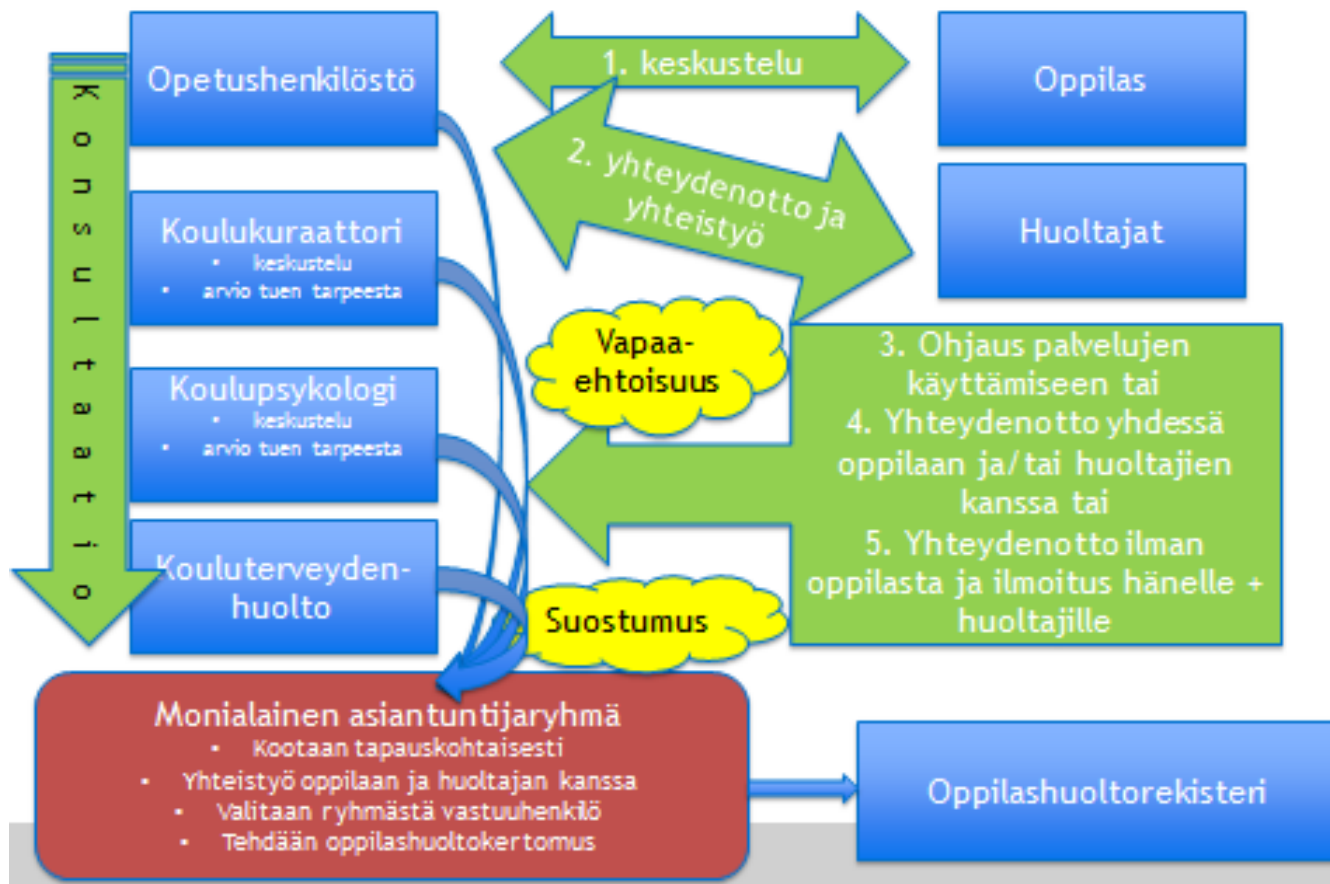 Konsultaatio
Opetushenkilöstö
1. keskustelu
Oppilas
2. yhteydenotto ja
yhteistyö
Huoltajat
Koulukuraattori
• keskustelu
• arvio tuen tarpeesta
Vapaa-
ehtoisuus
3. Ohjaus palvelujen
käyttämiseen tai
4. Yhteydenotto yhdessä
oppilaan ja/tai huoltajien
kanssa tai
5. Yhteydenotto ilman
oppilasta ja ilmoitus hänelle +
huoltajille
Koulupsykologi
• keskustelu
• arvio tuen tarpeesta
Kouluterveyden-
huolto
Suostumus
Monialainen asiantuntijaryhmä
• Kootaan tapauskohtaisesti
• Yhteistyö oppilaan ja huoltajan kanssa
• Valitaan ryhmästä vastuuhenkilö
• Tehdään oppilashuoltokertomus
Oppilashuoltorekisteri